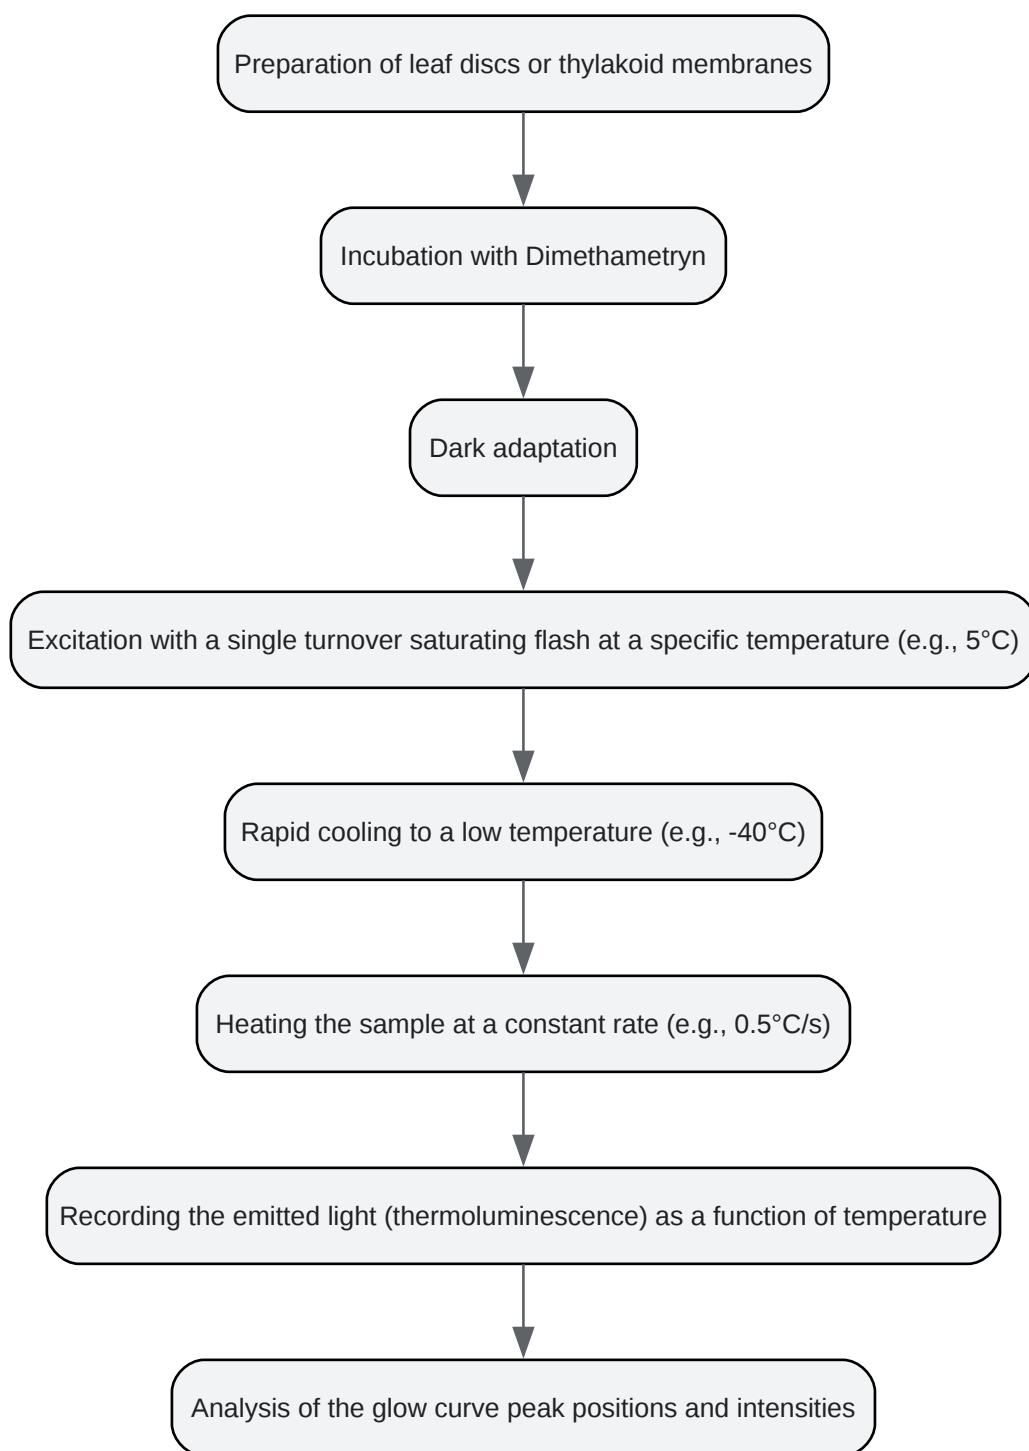 Preparation of leaf discs or thylakoid membranes
Incubation with Dimethametryn
Dark adaptation
Excitation with a single turnover saturating flash at a specific temperature (e.g., 5°C)
Rapid cooling to a low temperature (e.g., -40°C)
Heating the sample at a constant rate (e.g., 0.5°C/s)
Recording the emitted light (thermoluminescence) as a function of temperature
Analysis of the glow curve peak positions and intensities